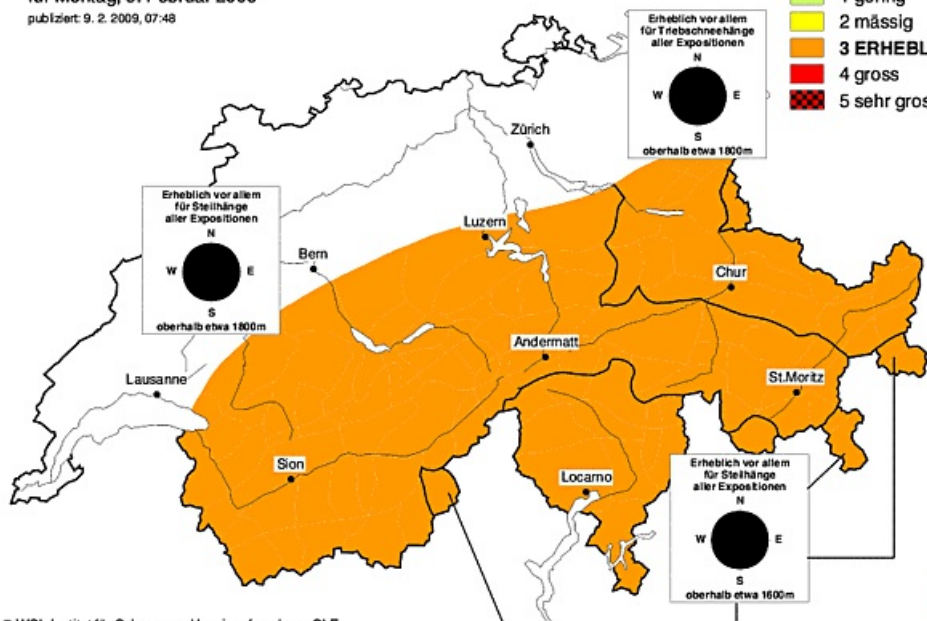 publiziert: 9. 2. 2009, 07:48
2 mässig
3 ERHEBL
4 gross
5 sehr gros
Erheblich vor allem
für Triebschneehänge
aller Expositionen
N
W E
S
oberhalb etwa 1800m
Zürich
Erheblich vor allem
für Steilhänge
aller Expositionen
N
W E
S
oberhalb etwa 1800m
Luzern
Bern
Chur
Andermatt
Lausanne
St.Moritz
Sion
Locarno
Erheblich vor allem
für Steilhänge
aller Expositionen
N
W E
S
oberhalb etwa 1600m